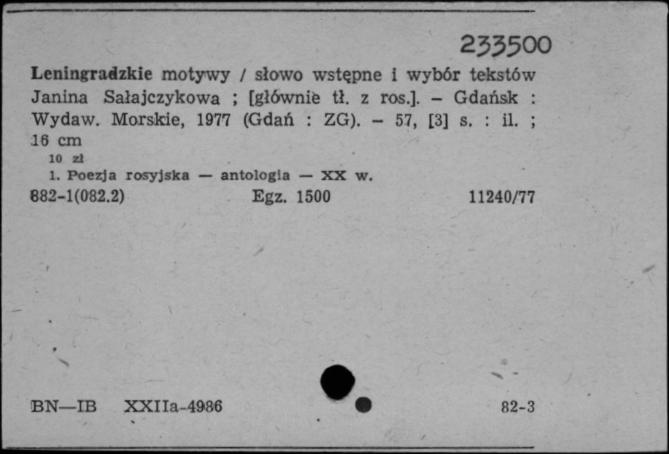 233500
Leningradzkie motywy / słowo wstępne i wybór tekstów
Janina Sałajczykowa ; [głównie tł. z ros.]. — Gdańsk :
Wydaw. Morskie, 1977 (Gdań : ZG). — 57, [3] s. : il. ;
16 cm
10 zł
1. Poezja rosyjska — antologia — XX w.
882-1(082.2) Egz. 1500 11240/77
BN—IB XXIIa-4986 82-3